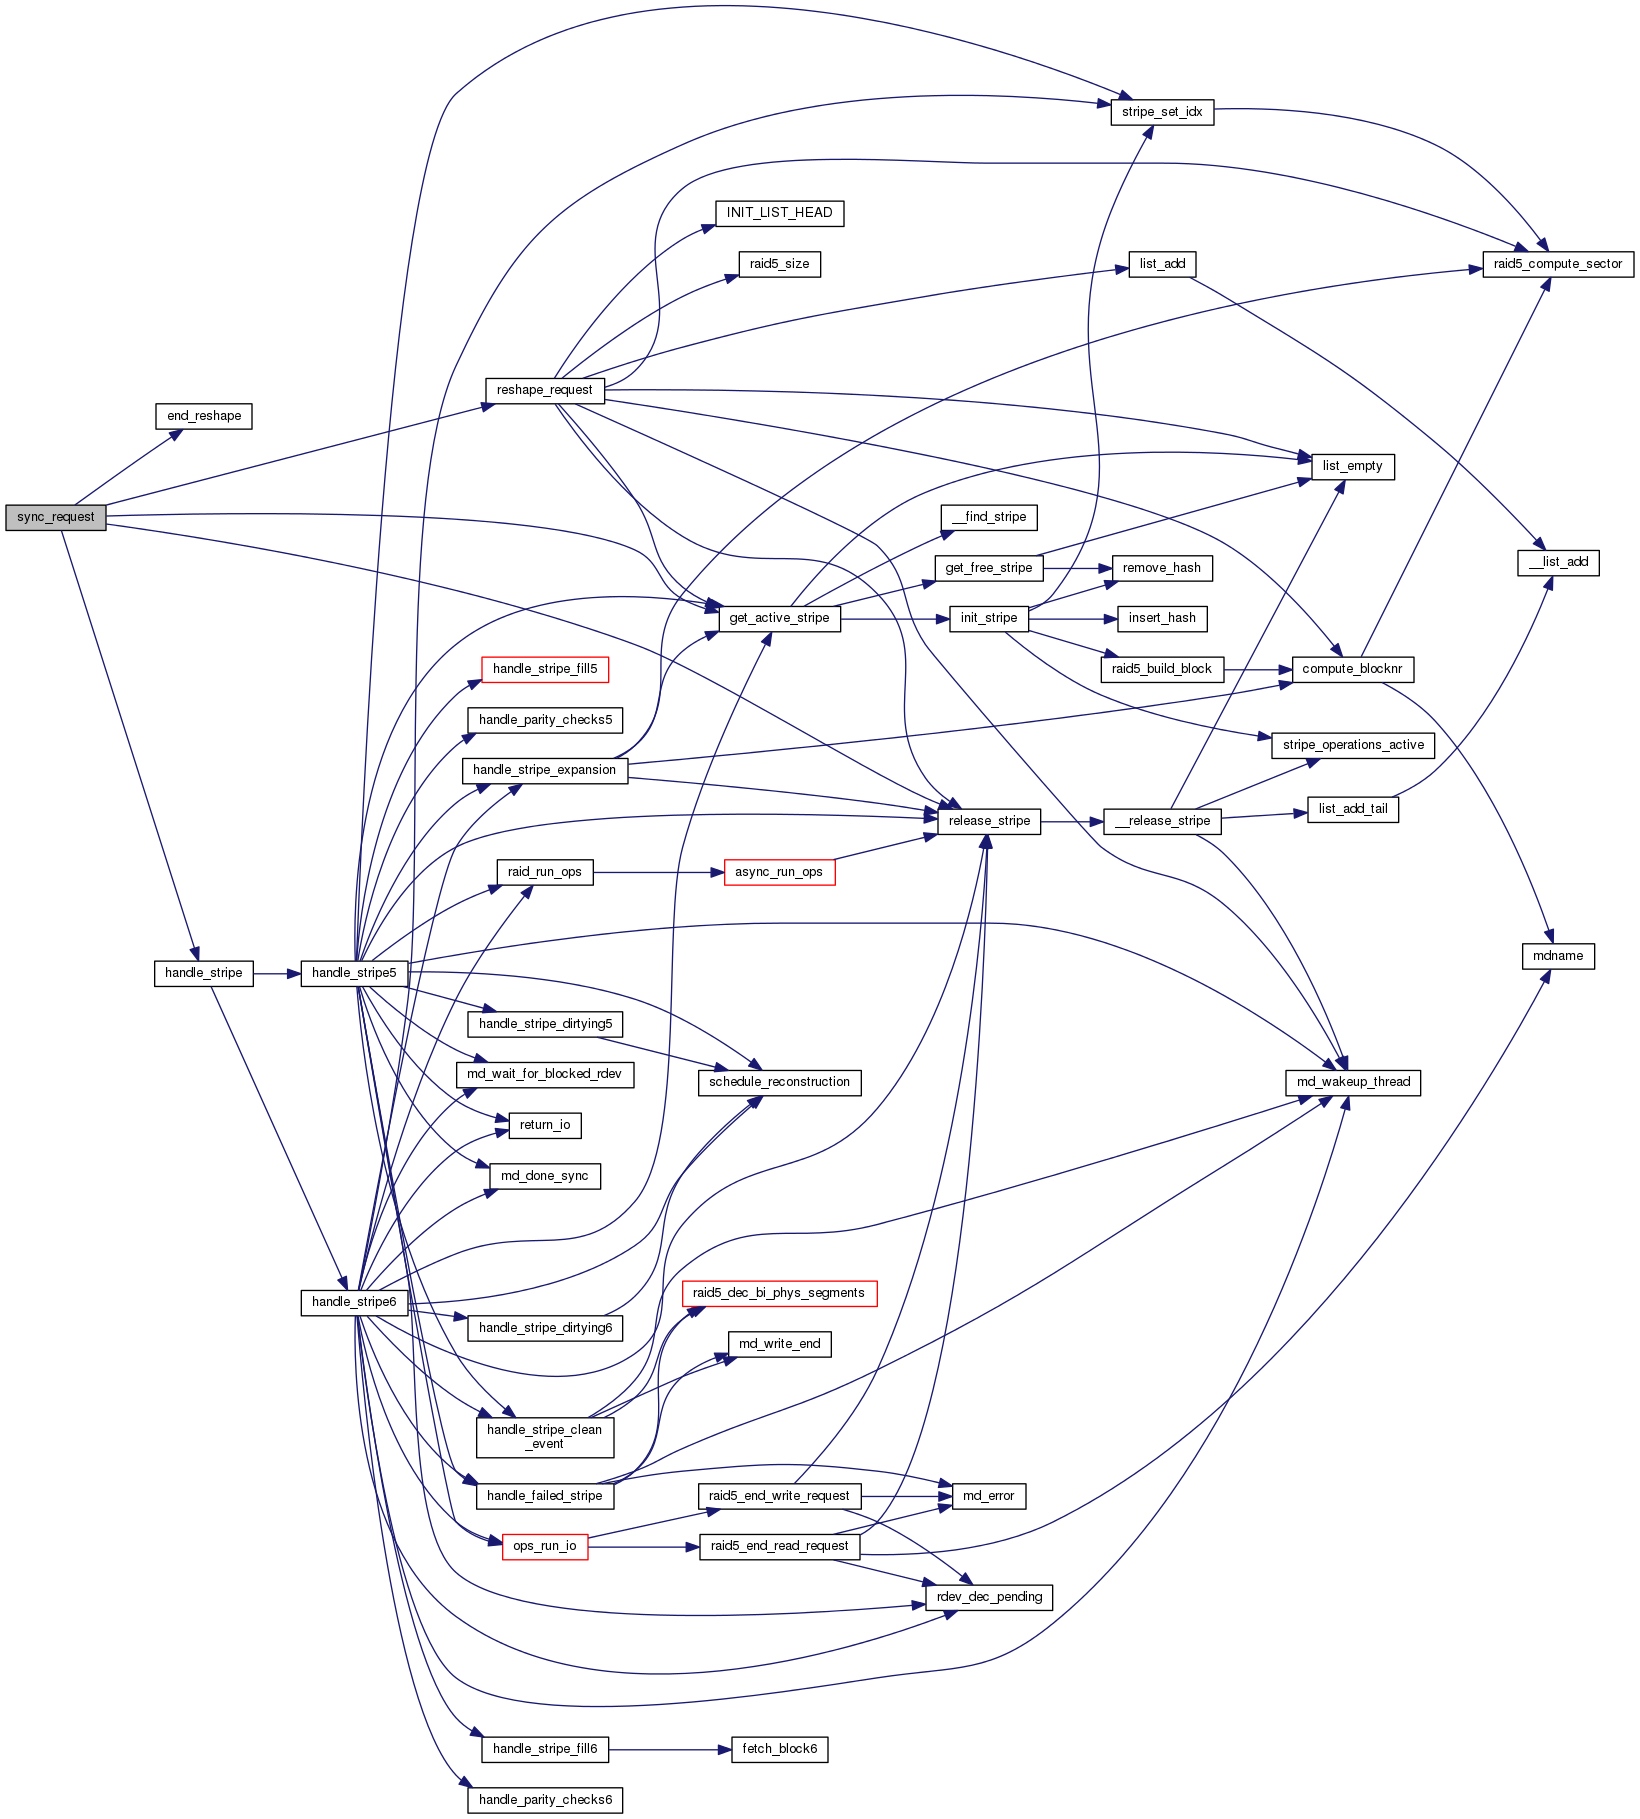 stripe_set_idx
INIT_LIST_HEAD
raid5_size
list_add
raid5_compute_sector
reshape_request
end_reshape
list_empty
sync_request
__find_stripe
get_free_stripe
remove_hash
__list_add
get_active_stripe
init_stripe
insert_hash
handle_stripe_fill5
raid5_build_block
compute_blocknr
handle_parity_checks5
stripe_operations_active
handle_stripe_expansion
list_add_tail
release_stripe
__release_stripe
raid_run_ops
async_run_ops
mdname
handle_stripe
handle_stripe5
handle_stripe_dirtying5
md_wait_for_blocked_rdev
schedule_reconstruction
md_wakeup_thread
return_io
md_done_sync
raid5_dec_bi_phys_segments
handle_stripe6
handle_stripe_dirtying6
md_write_end
handle_stripe_clean
_event
handle_failed_stripe
raid5_end_write_request
md_error
ops_run_io
raid5_end_read_request
rdev_dec_pending
handle_stripe_fill6
fetch_block6
handle_parity_checks6